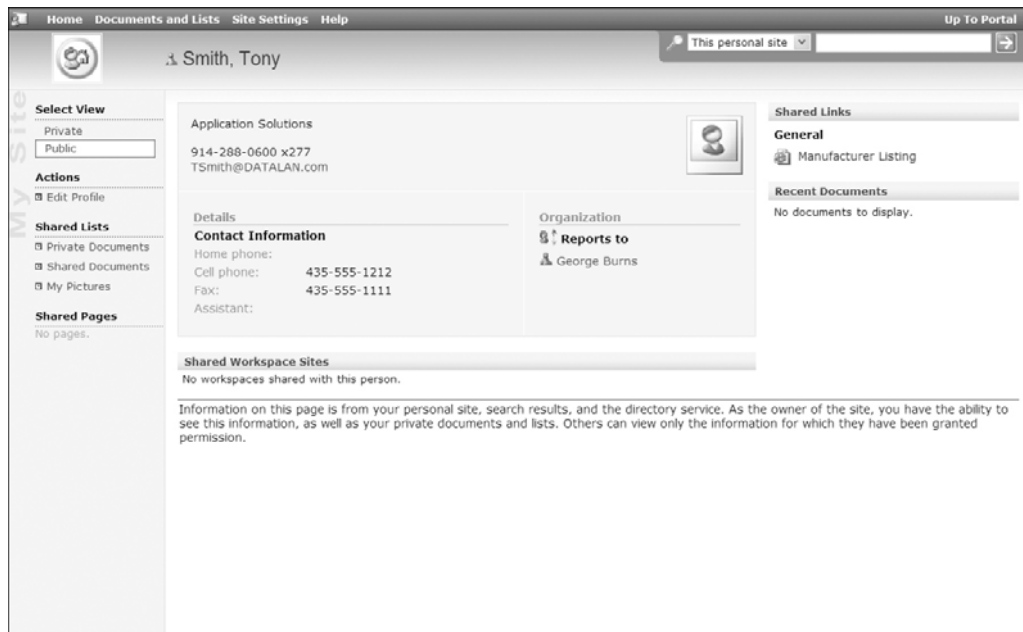 Home Documents and Lists Site Settings Help Up To Portal
Smith, Tony
This personal site
My Site
Select View
Private
Public
Actions
Edit Profile
Shared Lists
Private Documents
Shared Documents
My Pictures
Shared Pages
No pages.
Application Solutions
914-288-0600 x277
TSmith@DATALAN.com
Details
Contact Information
Home phone:
Cell phone: 435-555-1212
Fax: 435-555-1111
Assistant:
Organization
Reports to
George Burns
Shared Workspace Sites
No workspaces shared with this person.
Shared Links
General
Manufacturer Listing
Recent Documents
No documents to display.
Information on this page is from your personal site, search results, and the directory service. As the owner of the site, you have the ability to
see this information, as well as your private documents and lists. Others can view only the information for which they have been granted
permission.